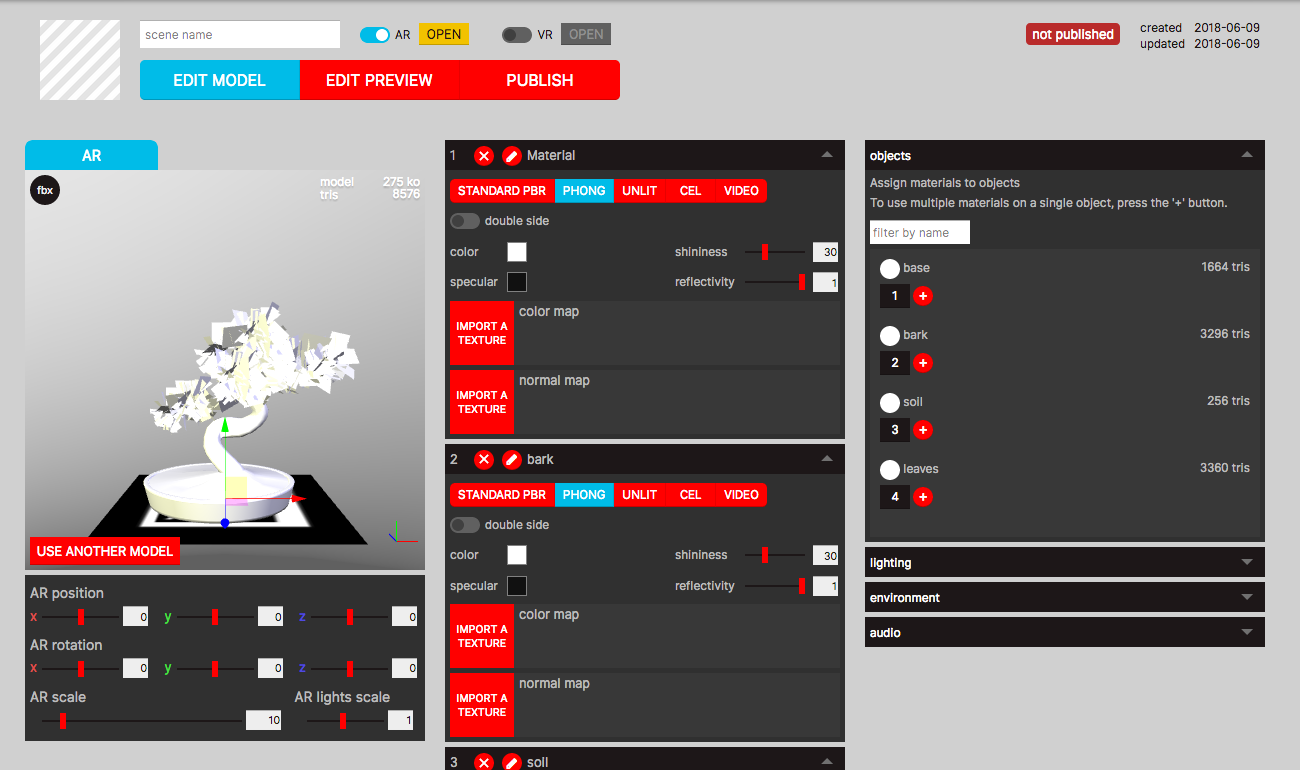 scene name
AR
OPEN
VR
OPEN
not published
created 2018-06-09
updated 2018-06-09
EDIT MODEL
EDIT PREVIEW
PUBLISH
AR
fbx
model 275 ko
tris 8576
USE ANOTHER MODEL
AR position
x 0 y 0 z 0
AR rotation
x 0 y 0 z 0
AR scale
AR lights scale
10
1
1 Material
STANDARD PBR PHONG UNLIT CEL VIDEO
double side
color
shininess 30
specular
reflectivity 1
IMPORT A
TEXTURE
color map
IMPORT A
TEXTURE
normal map
2 bark
STANDARD PBR PHONG UNLIT CEL VIDEO
double side
color
shininess 30
specular
reflectivity 1
IMPORT A
TEXTURE
color map
IMPORT A
TEXTURE
normal map
3 soil
objects
Assign materials to objects
To use multiple materials on a single object, press the '+' button.
filter by name
base 1664 tris
1 +
bark 3296 tris
2 +
soil 256 tris
3 +
leaves 3360 tris
4 +
lighting
environment
audio